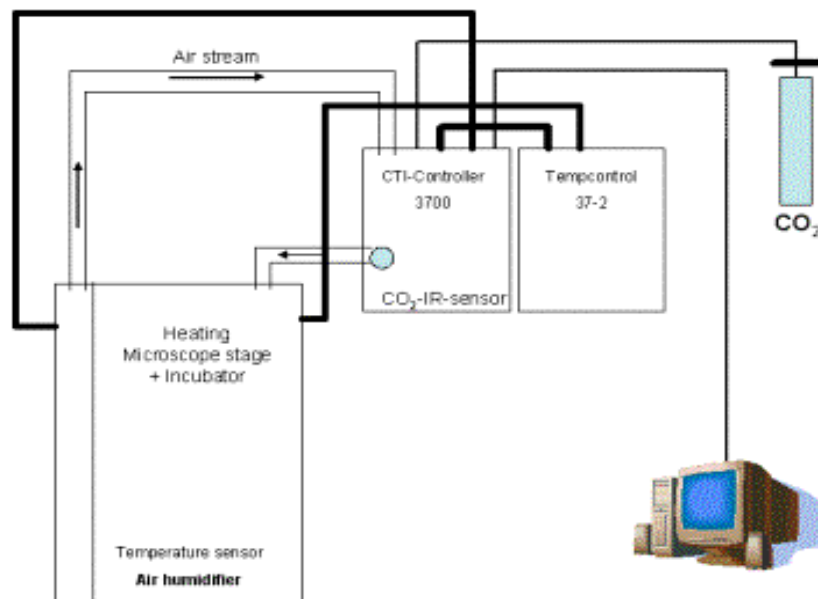 Air stream
CTI-Controller
3700
Tempcontrol
37-2
CO₂
CO₂-IR-sensor
Heating
Microscope stage
+ Incubator
Temperature sensor
Air humidifier